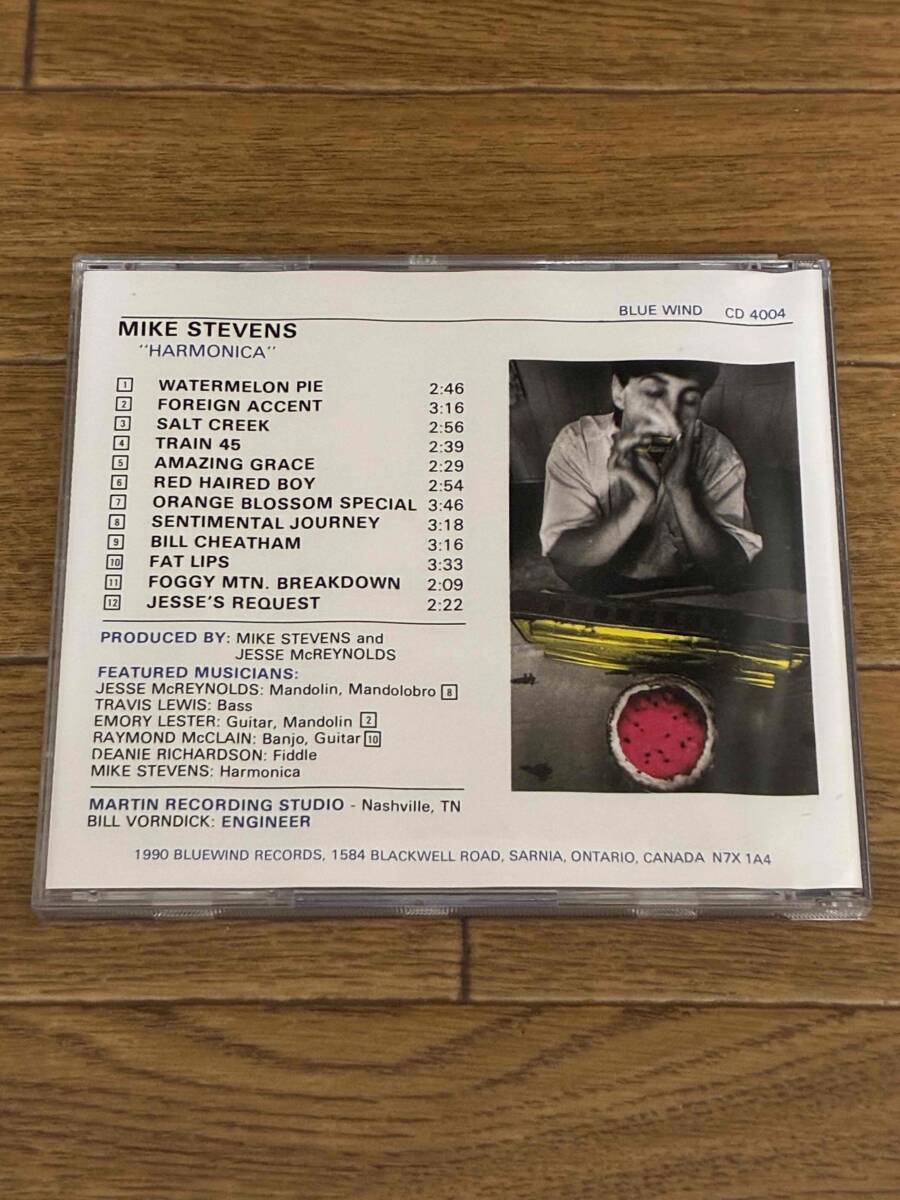 BLUE WIND CD 4004
MIKE STEVENS
"HARMONICA"
1 WATERMELON PIE 2:46
2 FOREIGN ACCENT 3:16
3 SALT CREEK 2:56
4 TRAIN 45 2:39
5 AMAZING GRACE 2:29
6 RED HAIRED BOY 2:54
7 ORANGE BLOSSOM SPECIAL 3:46
8 SENTIMENTAL JOURNEY 3:18
9 BILL CHEATHAM 3:16
10 FAT LIPS 3:33
11 FOGGY MTN. BREAKDOWN 2:09
12 JESSE'S REQUEST 2:22
PRODUCED BY: MIKE STEVENS and
JESSE McREYNOLDS
FEATURED MUSICIANS:
JESSE McREYNOLDS: Mandolin, Mandolobro 8
TRAVIS LEWIS: Bass
EMORY LESTER: Guitar, Mandolin 2
RAYMOND McCLAIN: Banjo, Guitar 10
DEANIE RICHARDSON: Fiddle
MIKE STEVENS: Harmonica
MARTIN RECORDING STUDIO - Nashville, TN
BILL VORNDICK: ENGINEER
1990 BLUEWIND RECORDS, 1584 BLACKWELL ROAD, SARNIA, ONTARIO, CANADA N7X 1A4